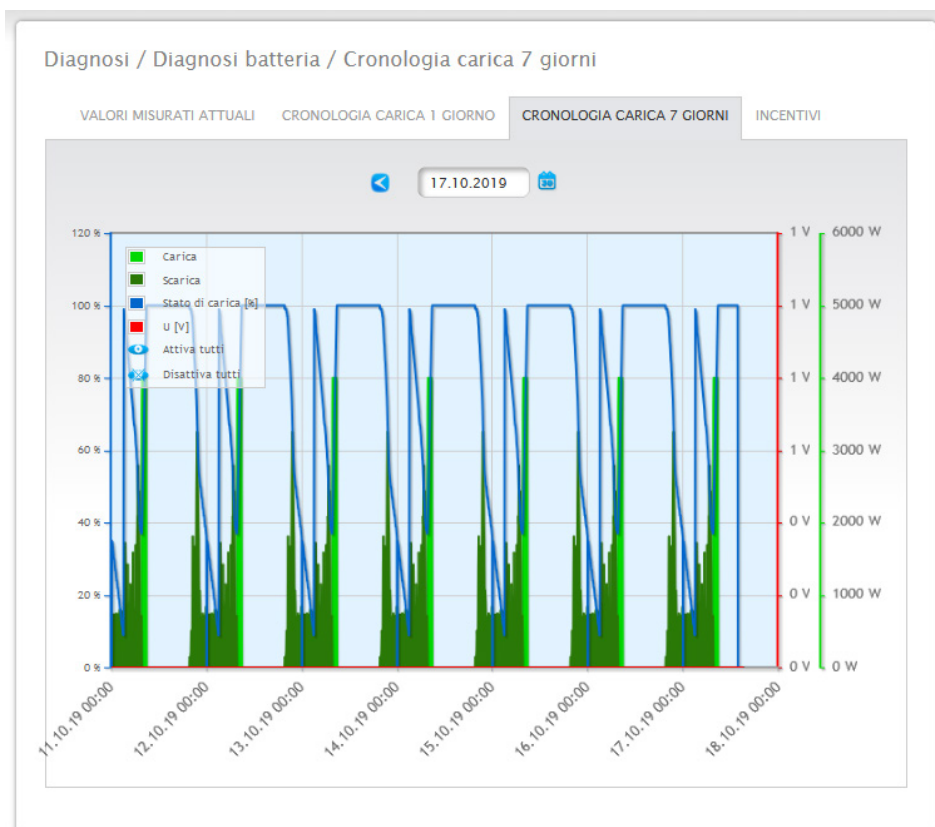 Diagnosi / Diagnosi batteria / Cronologia carica 7 giorni
VALORI MISURATI ATTUALI CRONOLOGIA CARICA 1 GIORNO CRONOLOGIA CARICA 7 GIORNI INCENTIVI
17.10.2019
30
120 % 1 V 6000 W
Carica
Scarica
100 % Stato di carica [%] 1 V 5000 W
U [V]
Attiva tutti
80 % Disattiva tutti 1 V 4000 W
60 % 1 V 3000 W
40 % 0 V 2000 W
20 % 0 V 1000 W
0 % 0 V 0 W
11.10.19 00:00 12.10.19 00:00 13.10.19 00:00 14.10.19 00:00 15.10.19 00:00 16.10.19 00:00 17.10.19 00:00 18.10.19 00:00